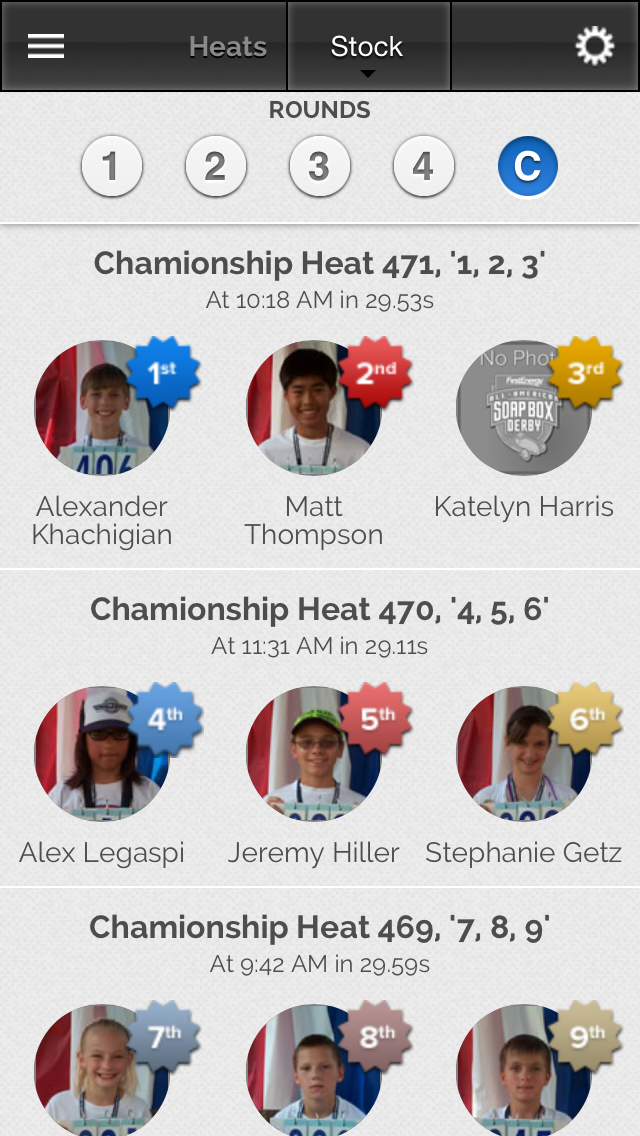 Heats
Stock
ROUNDS
1 2 3 4 C
Chamionship Heat 471, '1, 2, 3'
At 10:18 AM in 29.53s
1st
2nd
3rd
No Phot
FirstEnergy
ALL-AMERICAN
SOAP BOX
DERBY
406
Alexander
Khachigian
Matt
Thompson
Katelyn Harris
Chamionship Heat 470, '4, 5, 6'
At 11:31 AM in 29.11s
4th
5th
6th
Alex Legaspi
Jeremy Hiller
Stephanie Getz
Chamionship Heat 469, '7, 8, 9'
At 9:42 AM in 29.59s
7th
8th
9th